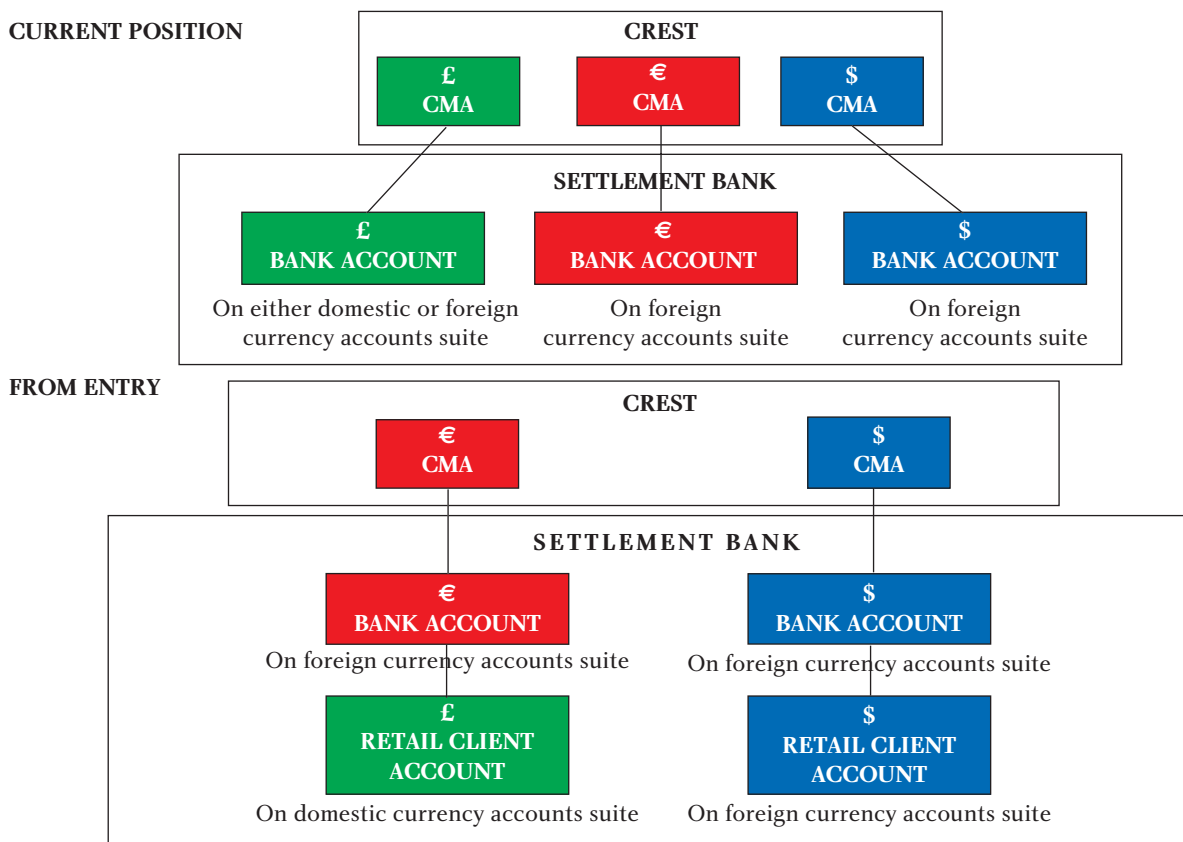 CURRENT POSITION
CREST
£
CMA
€
CMA
$
CMA
SETTLEMENT BANK
£
BANK ACCOUNT
€
BANK ACCOUNT
$
BANK ACCOUNT
On either domestic or foreign
currency accounts suite
On foreign
currency accounts suite
On foreign
currency accounts suite
FROM ENTRY
CREST
€
CMA
$
CMA
SETTLEMENT BANK
€
BANK ACCOUNT
$
BANK ACCOUNT
On foreign currency accounts suite
On foreign currency accounts suite
£
RETAIL CLIENT
ACCOUNT
$
RETAIL CLIENT
ACCOUNT
On domestic currency accounts suite
On foreign currency accounts suite